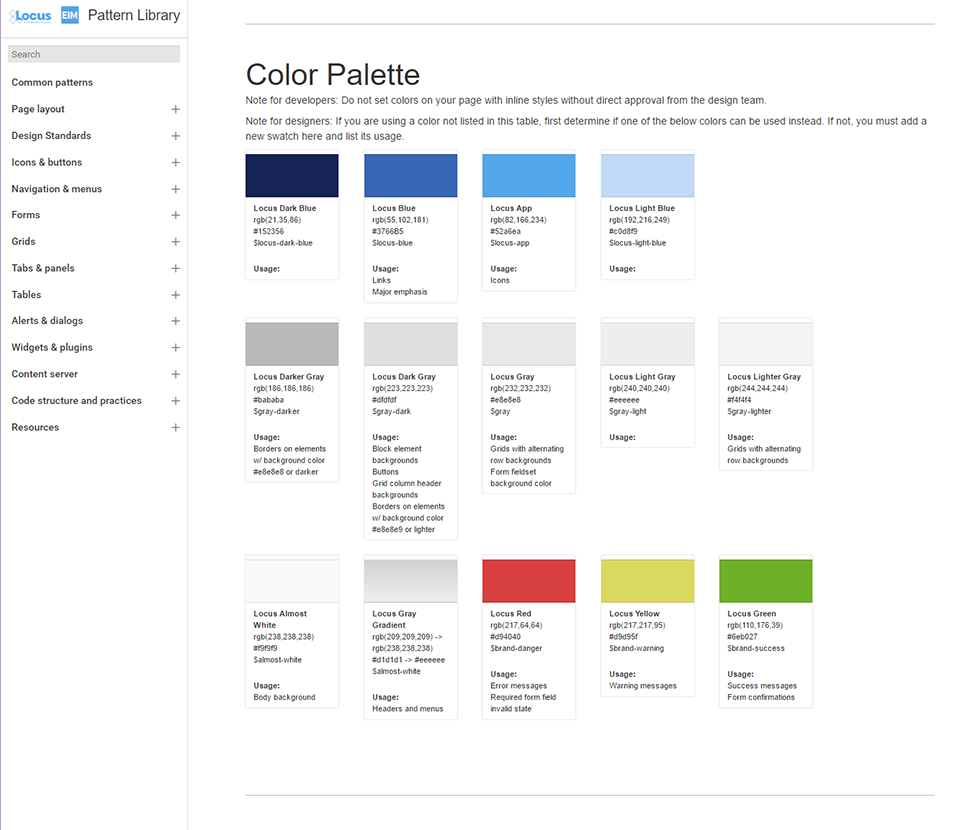 Locus EIM Pattern Library
Search
Common patterns
Page layout +
Design Standards +
Icons & buttons +
Navigation & menus +
Forms +
Grids +
Tabs & panels +
Tables +
Alerts & dialogs +
Widgets & plugins +
Content server +
Code structure and practices +
Resources +
Color Palette
Note for developers: Do not set colors on your page with inline styles without direct approval from the design team.
Note for designers: If you are using a color not listed in this table, first determine if one of the below colors can be used instead. If not, you must add a
new swatch here and list its usage.
Locus Dark Blue
rgb(21,35,86)
#152356
$locus-dark-blue
Usage:
Locus Blue
rgb(55,102,181)
#3766B5
$locus-blue
Usage:
Links
Major emphasis
Locus App
rgb(82,166,234)
#52a6ea
$locus-app
Usage:
Icons
Locus Light Blue
rgb(192,216,249)
#c0d8f9
$locus-light-blue
Usage:
Locus Darker Gray
rgb(186,186,186)
#bababa
$gray-darker
Usage:
Borders on elements
w/ background color
#e8e8e8 or darker
Locus Dark Gray
rgb(223,223,223)
#dfdfdf
$gray-dark
Usage:
Block element
backgrounds
Buttons
Grid column header
backgrounds
Borders on elements
w/ background color
#e8e8e9 or lighter
Locus Gray
rgb(232,232,232)
#e8e8e8
$gray
Usage:
Grids with alternating
row backgrounds
Form fieldset
background color
Locus Light Gray
rgb(240,240,240)
#eeeeee
$gray-light
Usage:
Locus Lighter Gray
rgb(244,244,244)
#f4f4f4
$gray-lighter
Usage:
Grids with alternating
row backgrounds
Locus Almost
White
rgb(238,238,238)
#f9f9f9
$almost-white
Usage:
Body background
Locus Gray
Gradient
rgb(209,209,209) ->
rgb(238,238,238)
#d1d1d1 -> #eeeeee
$almost-white
Usage:
Headers and menus
Locus Red
rgb(217,64,64)
#d94040
$brand-danger
Usage:
Error messages
Required form field
invalid state
Locus Yellow
rgb(217,217,95)
#d9d95f
$brand-warning
Usage:
Warning messages
Locus Green
rgb(110,176,39)
#6eb027
$brand-success
Usage:
Success messages
Form confirmations